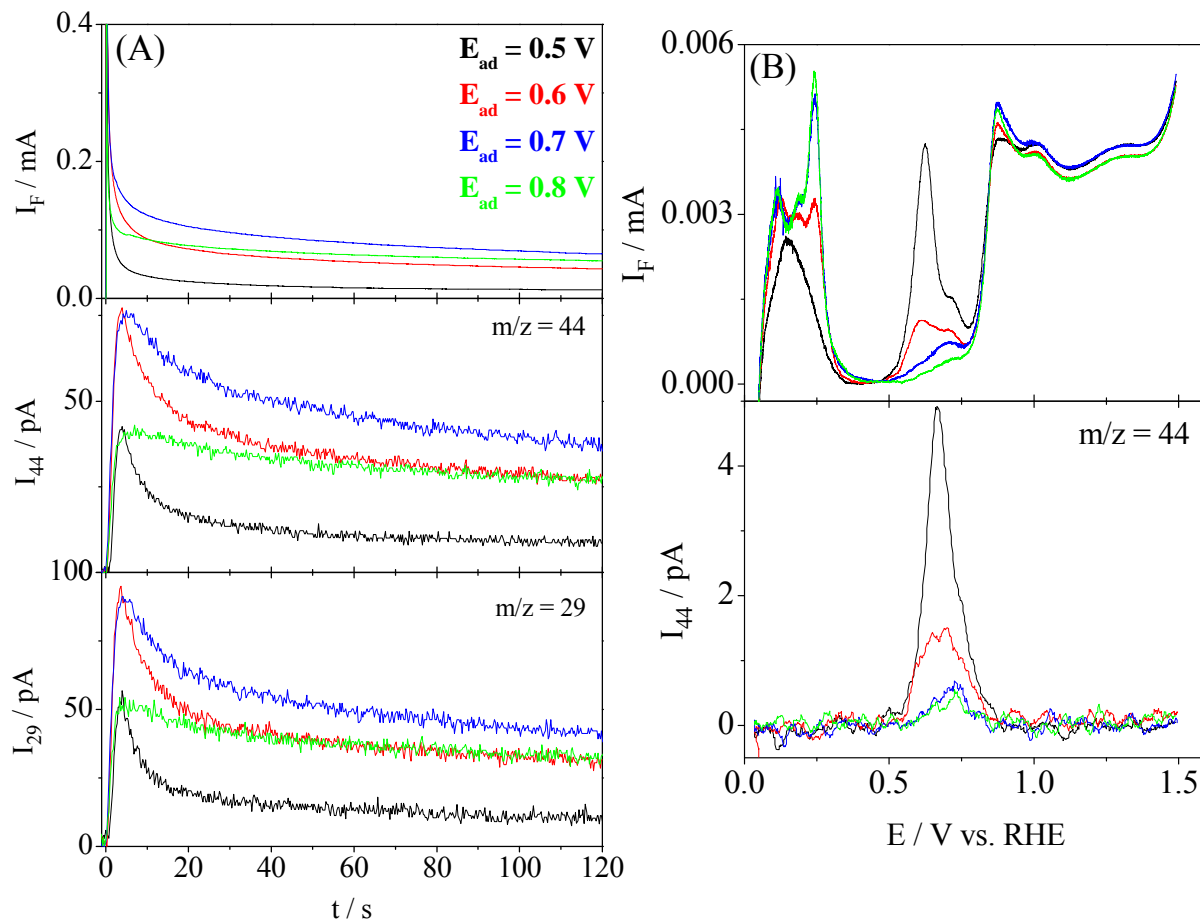 (A)
0.4
0.2
0.0
I_F / mA
E_ad = 0.5 V
E_ad = 0.6 V
E_ad = 0.7 V
E_ad = 0.8 V
m/z = 44
50
100
I_44 / pA
m/z = 29
50
0
I_29 / pA
0 20 40 60 80 100 120
t / s
(B)
0.006
0.003
0.000
I_F / mA
m/z = 44
4
2
0
I_44 / pA
0.0 0.5 1.0 1.5
E / V vs. RHE